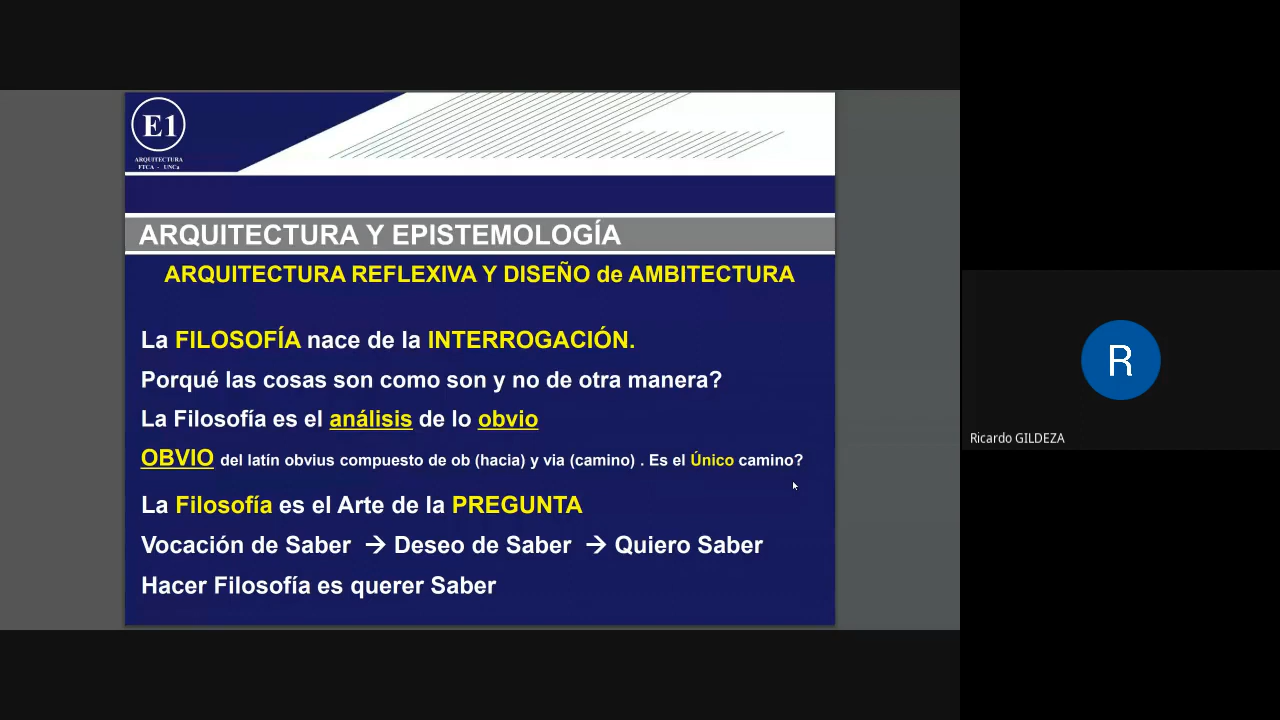 E1
ARQUITECTURA
FTCA - UNCa
ARQUITECTURA Y EPISTEMOLOGÍA
ARQUITECTURA REFLEXIVA Y DISEÑO de AMBITECTURA
La FILOSOFÍA nace de la INTERROGACIÓN.
Porqué las cosas son como son y no de otra manera?
La Filosofía es el análisis de lo obvio
OBVIO del latín obvius compuesto de ob (hacia) y via (camino) . Es el Único camino?
La Filosofía es el Arte de la PREGUNTA
Vocación de Saber → Deseo de Saber → Quiero Saber
Hacer Filosofía es querer Saber
R
Ricardo GILDEZA